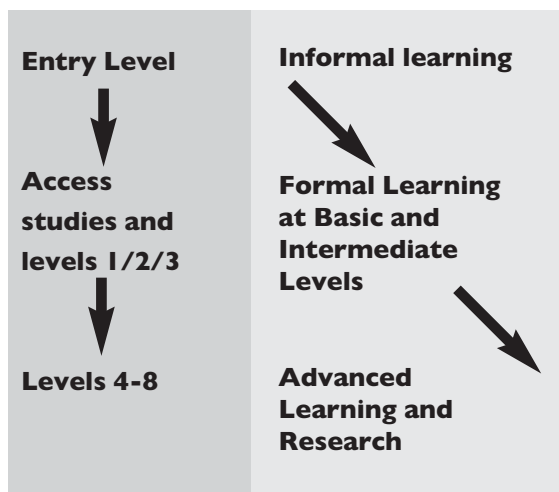 Entry Level
Access
studies and
levels 1/2/3
Levels 4-8
Informal learning
Formal Learning
at Basic and
Intermediate
Levels
Advanced
Learning and
Research